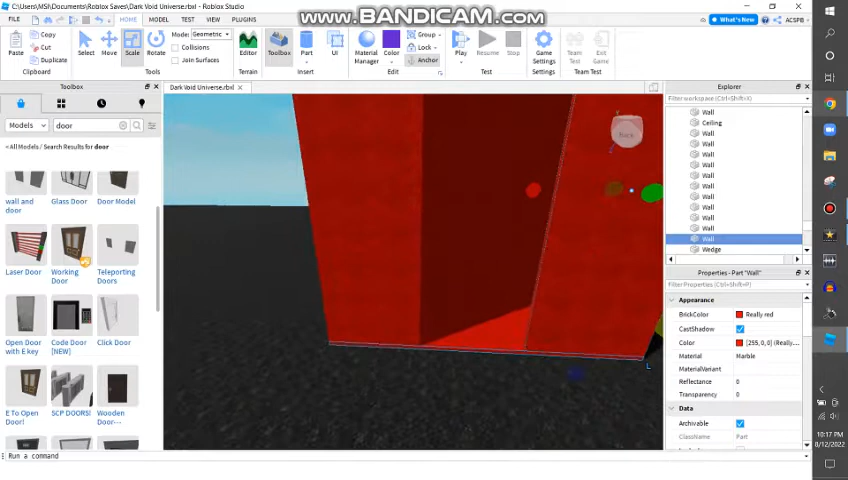 C:\Users\MSI\Documents\Roblox Saves\Dark Void Universe.rbxl - Roblox Studio
www.BANDICAM.com
FILE HOME MODEL TEST VIEW PLUGINS What's New ACSPB
Paste Copy Cut Duplicate Clipboard
Select Move Scale Rotate Mode: Geometric Collisions Join Surfaces Tools
Editor Terrain
Toolbox Part UI Insert
Material Manager Color Group Lock Anchor Edit
Play Resume Stop Test
Game Settings Settings
Team Test Exit Game Team Test
Toolbox
Models door
< All Models / Search Results for door
wall and door
Glass Door
Door Model
Laser Door
Working Door
Teleporting Doors
Open Door with E key
Code Door [NEW]
Click Door
E To Open Door!
SCP DOORS!
Wooden Door--
Dark Void Universe.rbxl
Back
Explorer
Filter workspace (Ctrl+Shift+X)
Wall
Ceiling
Wall
Wall
Wall
Wall
Wall
Wall
Wall
Wall
Wall
Wall
Wall
Wedge
Properties - Part "Wall"
Filter Properties (Ctrl+Shift+P)
Appearance
BrickColor Really red
CastShadow
Color [255, 0, 0] (Really...
Material Marble
MaterialVariant
Reflectance 0
Transparency 0
Data
Archivable
ClassName Part
Run a command
10:17 PM
8/12/2022